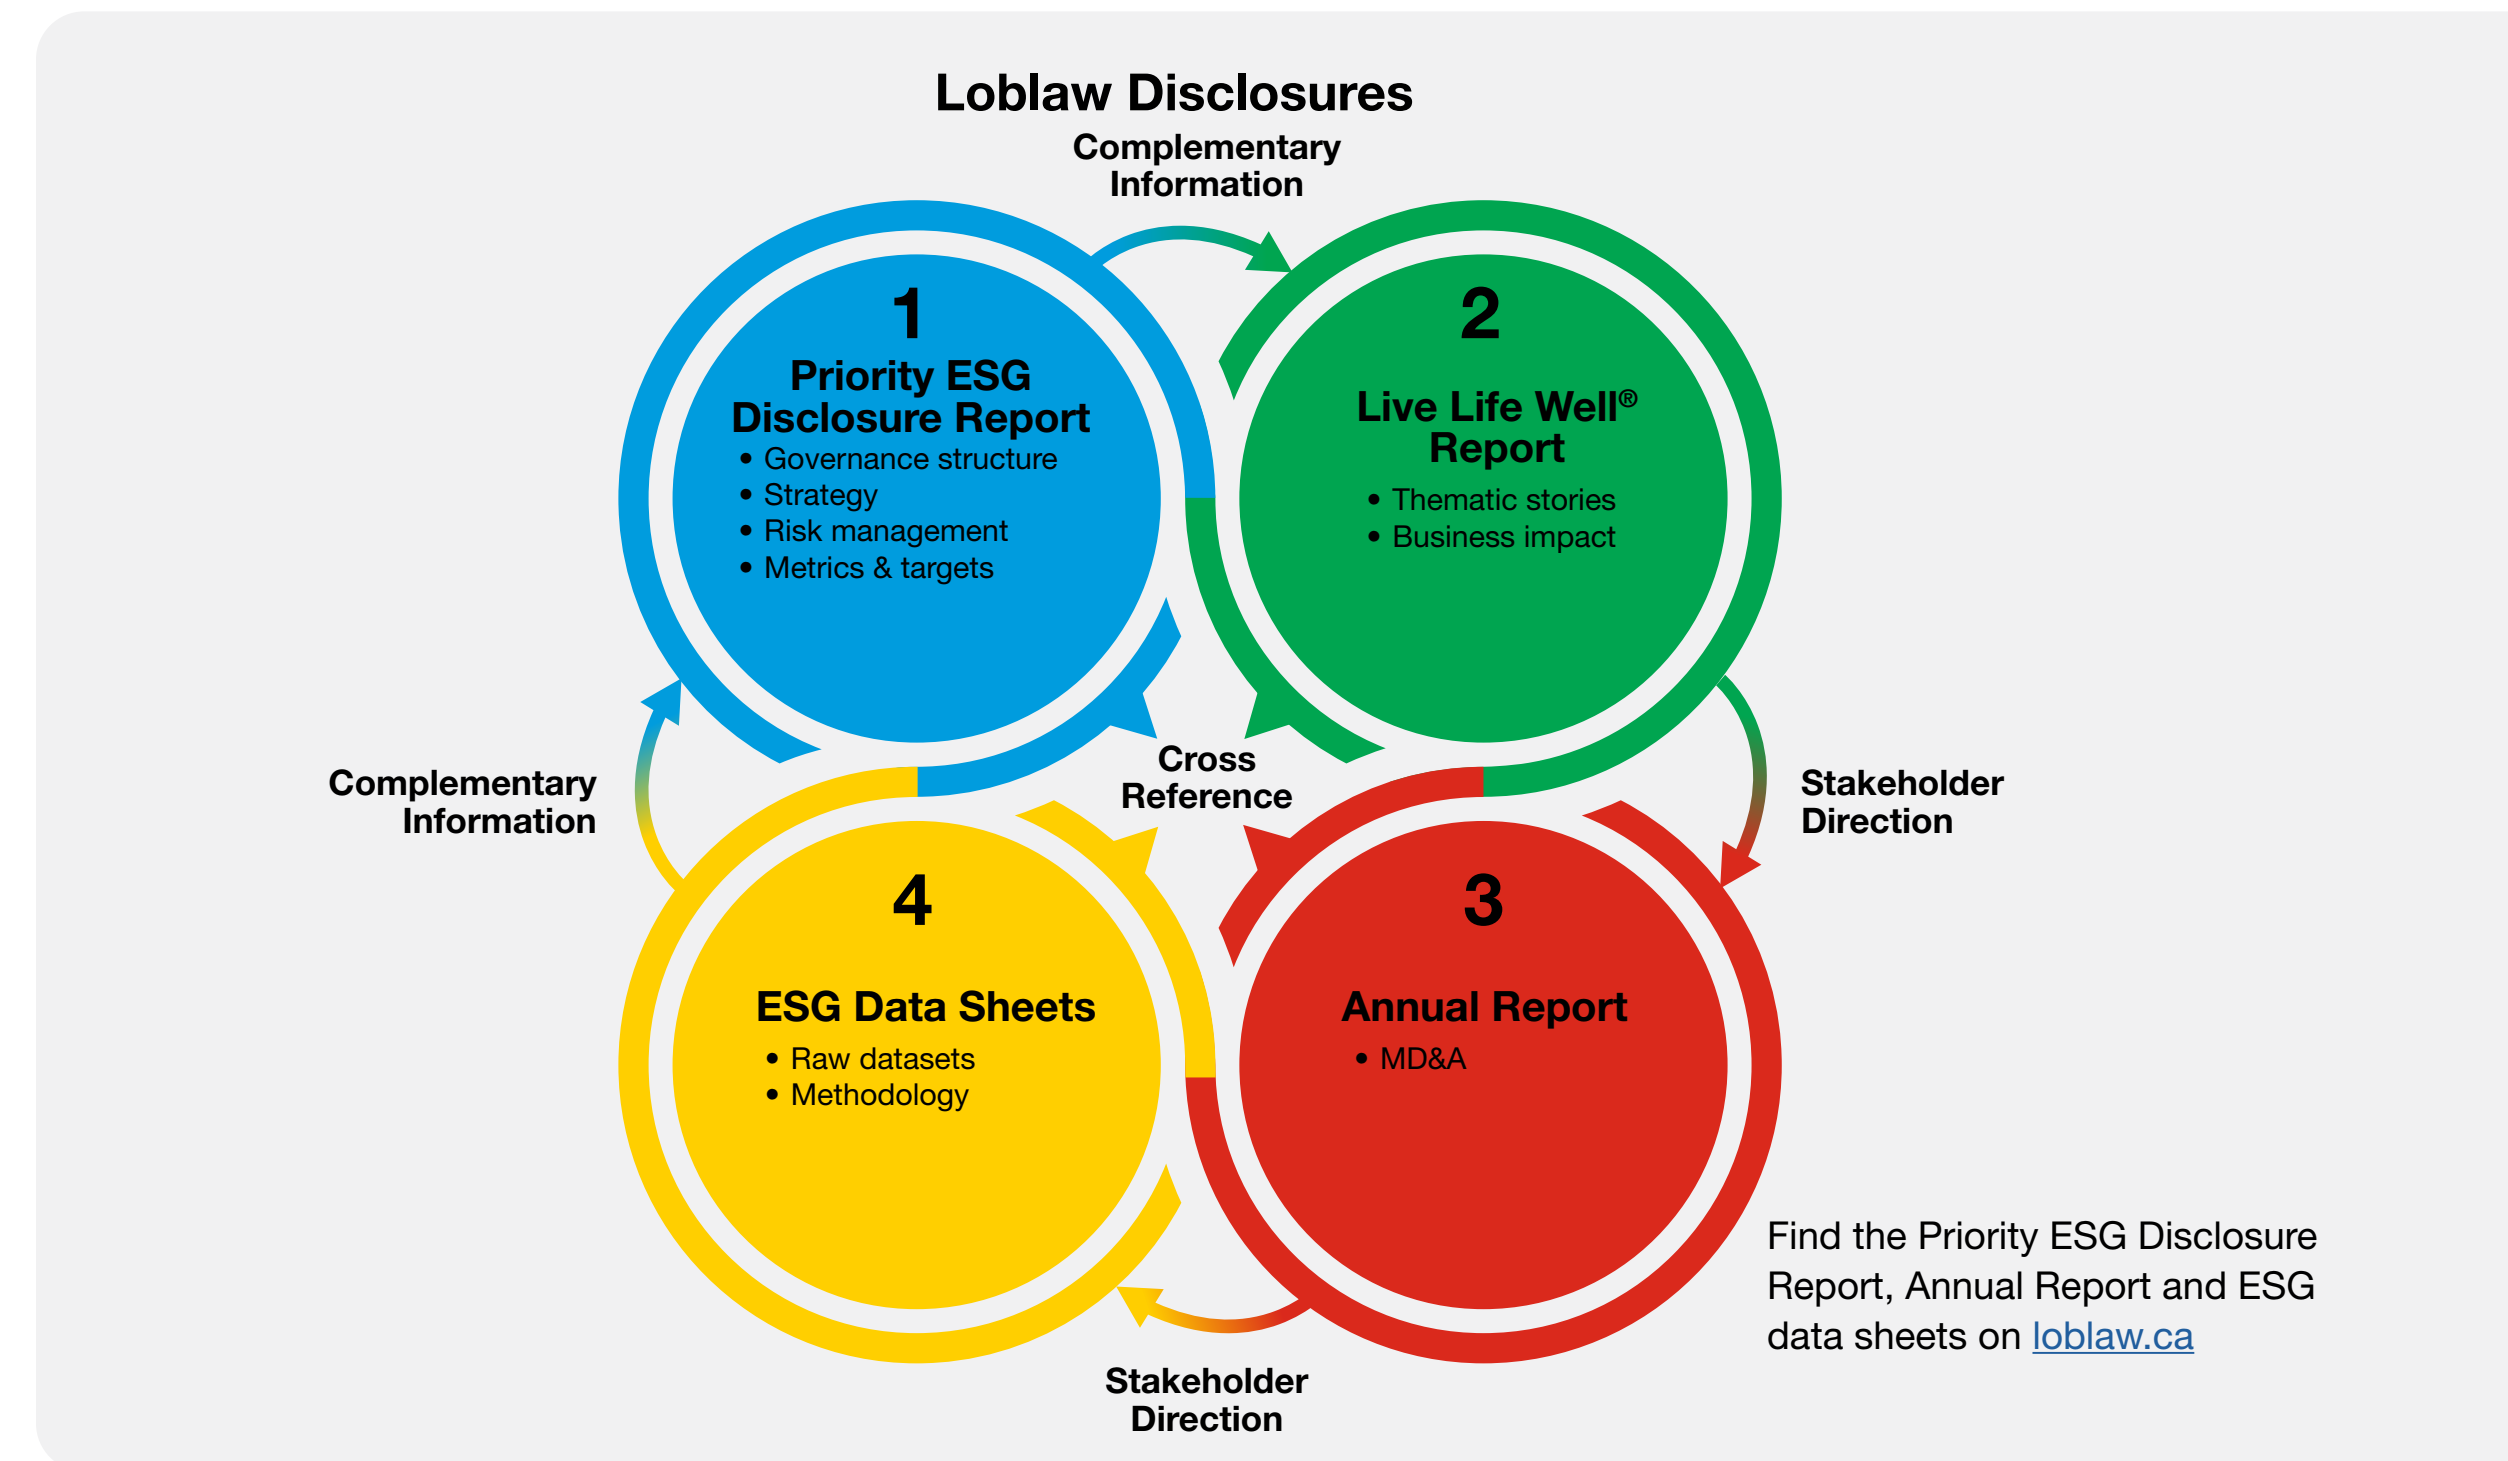 Loblaw Disclosures
Complementary
Information
1
Priority ESG
Disclosure Report
• Governance structure
• Strategy
• Risk management
• Metrics & targets
2
Live Life Well®
Report
• Thematic stories
• Business impact
Complementary
Information
Cross
Reference
Stakeholder
Direction
4
ESG Data Sheets
• Raw datasets
• Methodology
3
Annual Report
• MD&A
Stakeholder
Direction
Find the Priority ESG Disclosure
Report, Annual Report and ESG
data sheets on loblaw.ca